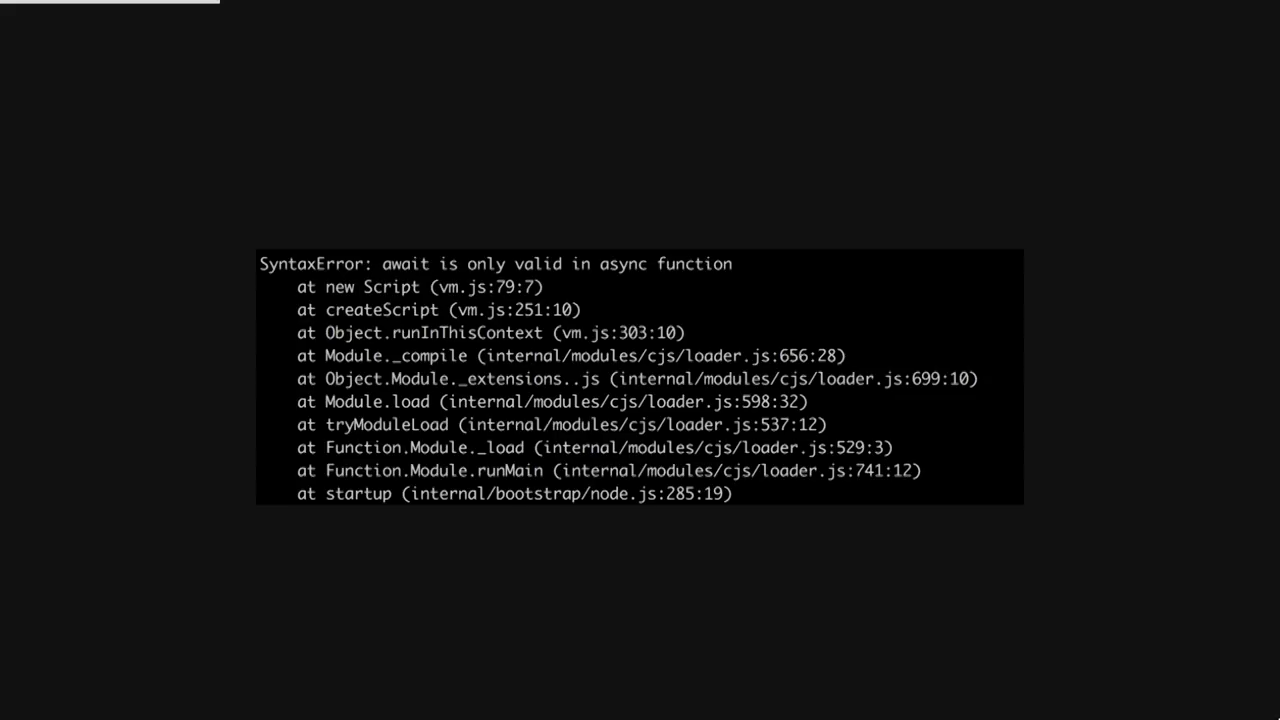 SyntaxError: await is only valid in async function
at new Script (vm.js:79:7)
at createScript (vm.js:251:10)
at Object.runInThisContext (vm.js:303:10)
at Module._compile (internal/modules/cjs/loader.js:656:28)
at Object.Module._extensions..js (internal/modules/cjs/loader.js:699:10)
at Module.load (internal/modules/cjs/loader.js:598:32)
at tryModuleLoad (internal/modules/cjs/loader.js:537:12)
at Function.Module._load (internal/modules/cjs/loader.js:529:3)
at Function.Module.runMain (internal/modules/cjs/loader.js:741:12)
at startup (internal/bootstrap/node.js:285:19)